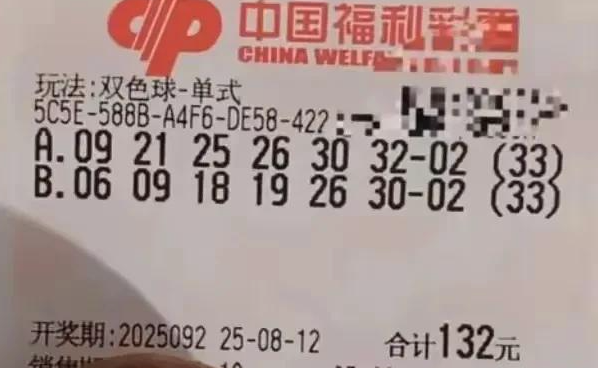 中国福利彩票
CHINA WELFA
玩法:双色球-单式
5C5E-588B-A4F6-DE58-422
A.09 21 25 26 30 32-02 (33)
B.06 09 18 19 26 30-02 (33)
开奖期:2025092 25-08-12 合计132元